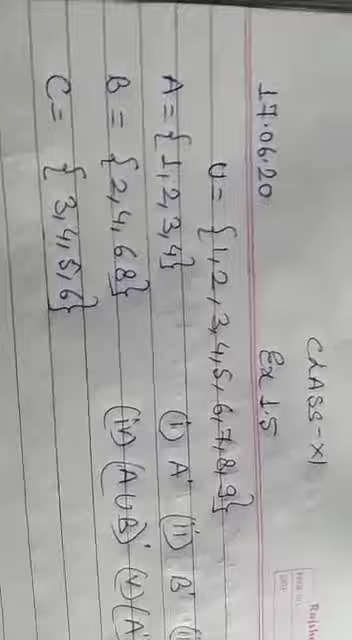 CLASS-XI
17.06.20 Ex 1.5
U = {1,2,3,4,5,6,7,8,9}
A = {1,2,3,4} (i) A' (ii) B'
B = {2,4,6 8} (iv) (A∪B)' (v) (A'
C = {3,4,5,6}